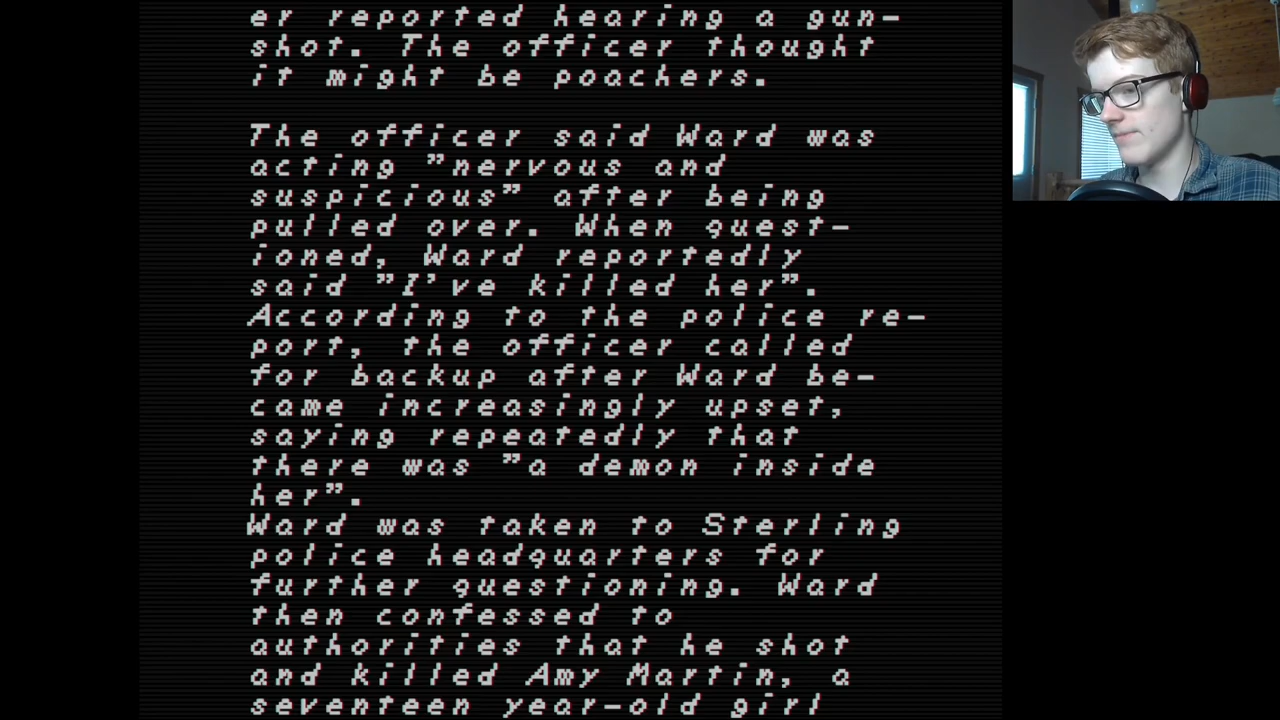 er reported hearing a gun-
shot. The officer thought
it might be poachers.
The officer said Ward was
acting "nervous and
suspicious" after being
pulled over. When quest-
ioned, Ward reportedly
said "I've killed her".
According to the police re-
port, the officer called
for backup after Ward be-
came increasingly upset,
saying repeatedly that
there was "a demon inside
her".
Ward was taken to Sterling
police headquarters for
further questioning. Ward
then confessed to
authorities that he shot
and killed Amy Martin, a
seventeen year-old girl